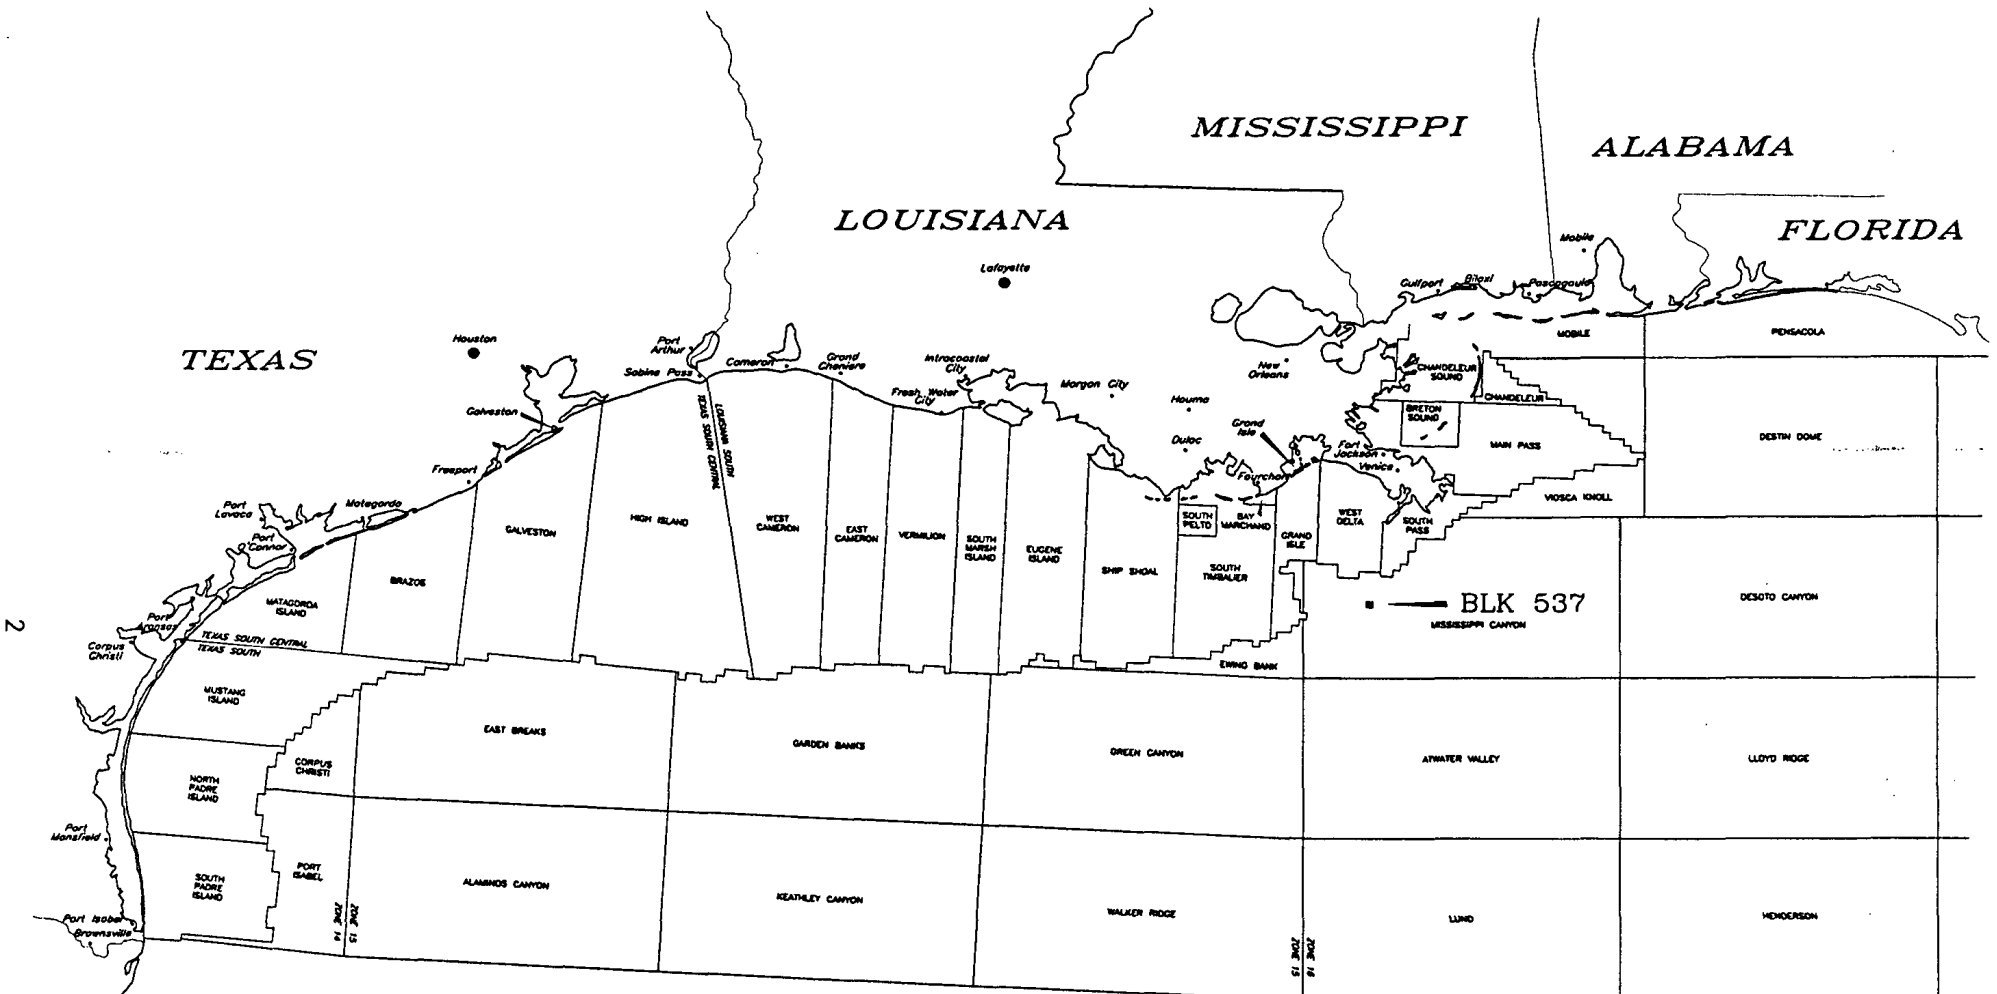 MISSISSIPPI
ALABAMA
LOUISIANA
FLORIDA
TEXAS
Mobile
Lafayette
Gulfport
Biloxi
Pascagoula
MOBILE
PENSACOLA
Houston
Port
Arthur
Sabine Pass
Cameron
Grand
Cheniere
Intracoastal
City
Fresh Water
City
Morgan City
New
Orleans
CHANDELEUR
SOUND
CHANDELEUR
Galveston
LOUISIANA SOUTH
TEXAS SOUTH CENTRAL
Houma
Dulac
Grand
Isle
Fourchon
BRETON
SOUND
Fort
Jackson
Venice
MAIN PASS
DESTIN DOME
VIOSCA KNOLL
Freeport
Matagorda
Port
Lavaca
Port
O'Connor
GALVESTON
HIGH ISLAND
WEST
CAMERON
EAST
CAMERON
VERMILION
SOUTH
MARSH
ISLAND
EUGENE
ISLAND
SHIP SHOAL
SOUTH
PELTO
BAY
MARCHAND
SOUTH
TIMBALIER
GRAND
ISLE
WEST
DELTA
SOUTH
PASS
BRAZOS
MATAGORDA
ISLAND
Port
Aransas
Corpus
Christi
TEXAS SOUTH CENTRAL
TEXAS SOUTH
BLK 537
MISSISSIPPI CANYON
DESOTO CANYON
EWING BANK
2
MUSTANG
ISLAND
EAST BREAKS
GARDEN BANKS
GREEN CANYON
ATWATER VALLEY
LLOYD RIDGE
CORPUS
CHRISTI
NORTH
PADRE
ISLAND
Port
Mansfield
SOUTH
PADRE
ISLAND
PORT
ISABEL
ALAMINOS CANYON
KEATHLEY CANYON
WALKER RIDGE
LUND
HENDERSON
Port Isabel
Brownsville
ZONE 15
ZONE 14
ZONE 16
ZONE 15